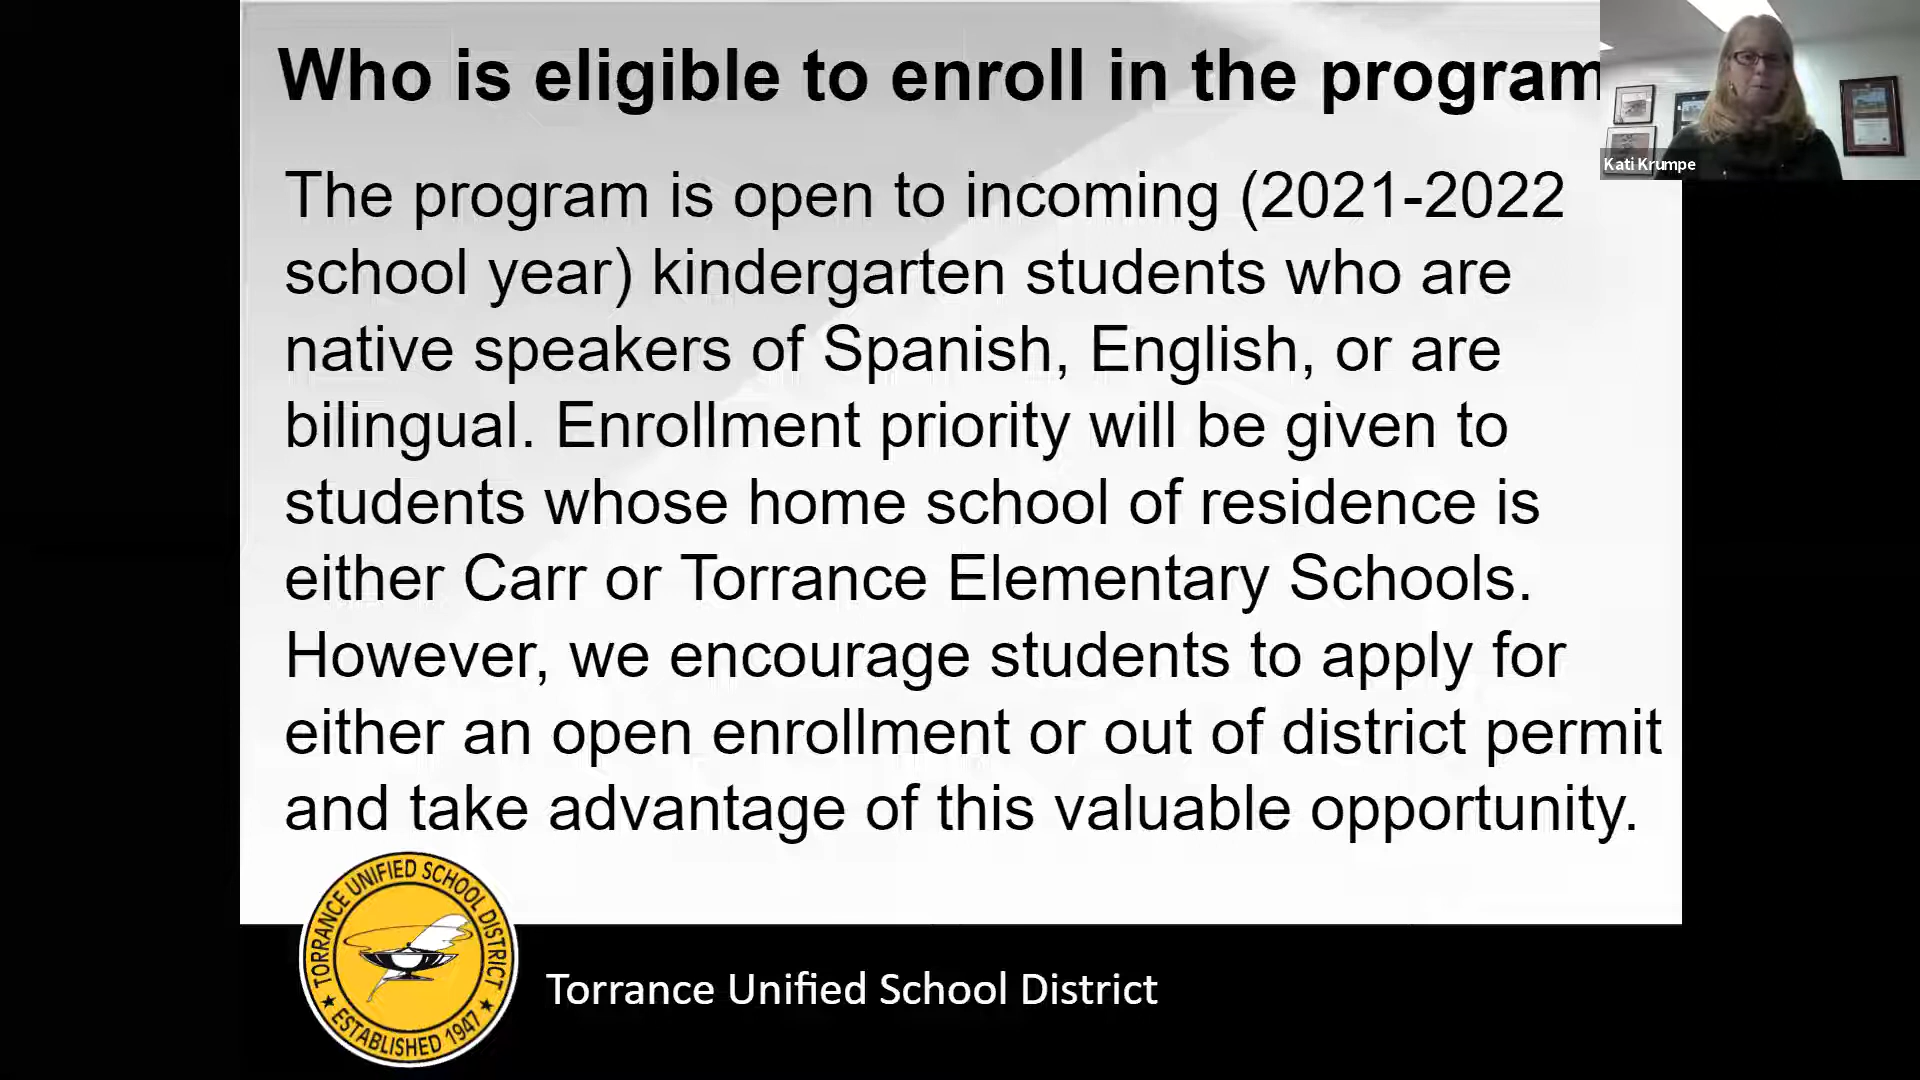 Who is eligible to enroll in the program
Kati Krumpe
The program is open to incoming (2021-2022
school year) kindergarten students who are
native speakers of Spanish, English, or are
bilingual. Enrollment priority will be given to
students whose home school of residence is
either Carr or Torrance Elementary Schools.
However, we encourage students to apply for
either an open enrollment or out of district permit
and take advantage of this valuable opportunity.
TORRANCE UNIFIED SCHOOL DISTRICT
ESTABLISHED 1947
Torrance Unified School District